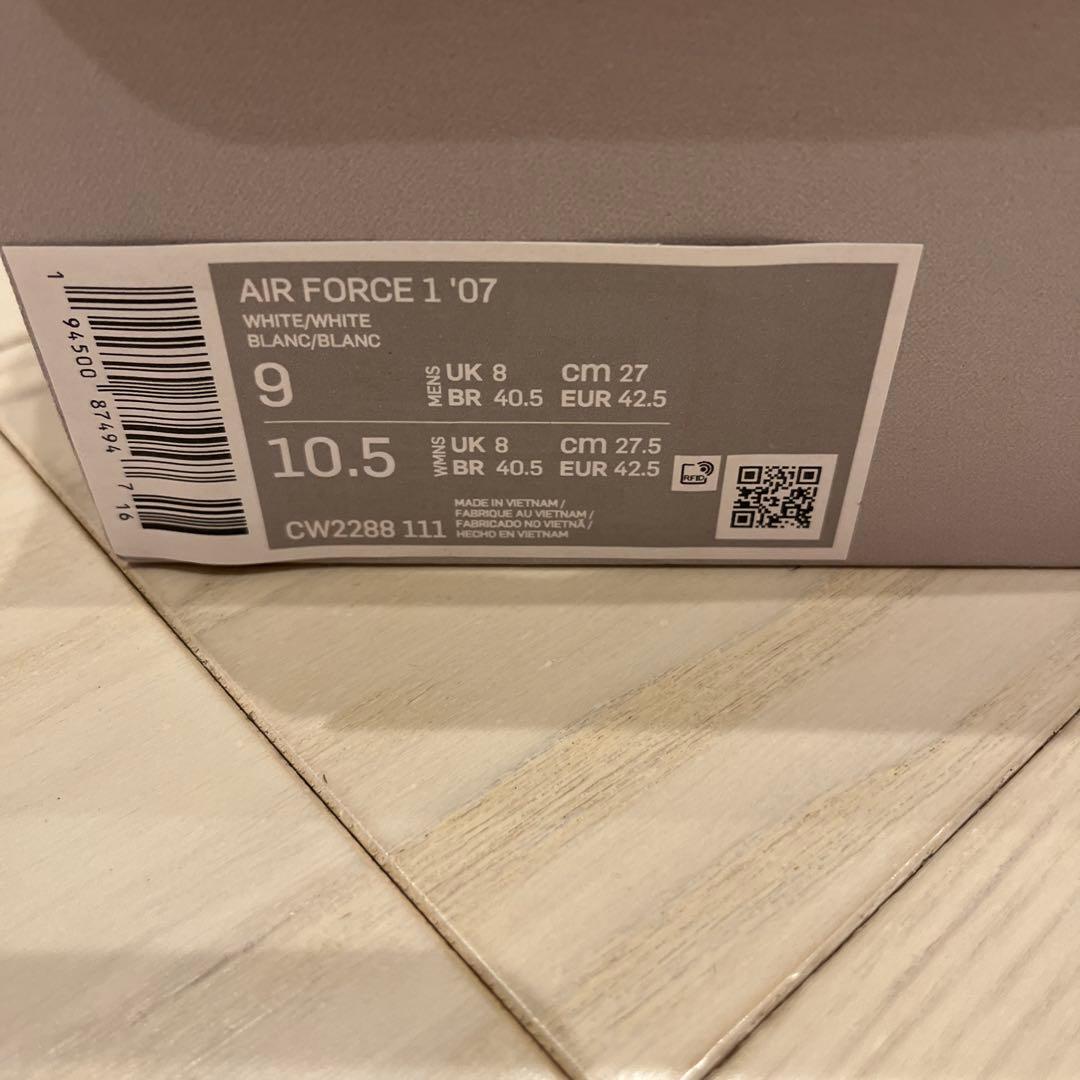 AIR FORCE 1 '07
WHITE/WHITE
BLANC/BLANC
9
MENS
UK 8 cm 27
BR 40.5 EUR 42.5
10.5
WMNS
UK 8 cm 27.5
BR 40.5 EUR 42.5
RFID
CW2288 111
MADE IN VIETNAM /
FABRIQUE AU VIETNAM /
FABRICADO NO VIETNÃ /
HECHO EN VIETNAM
1 94500 87494 7 16